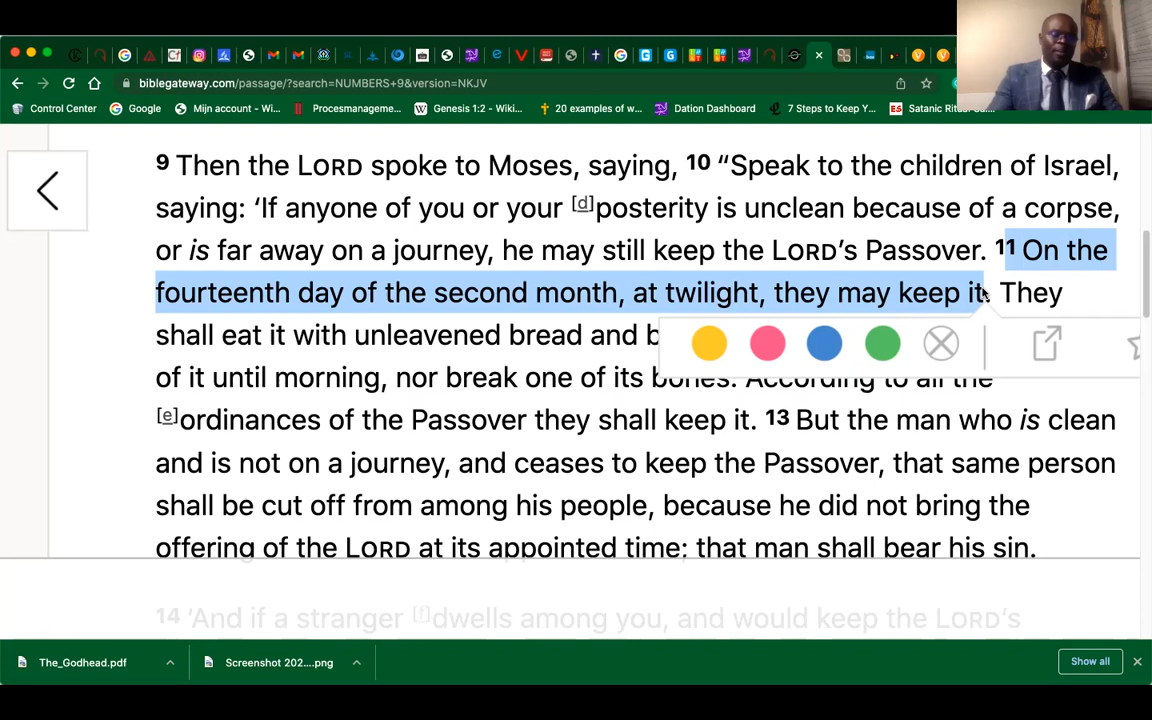 biblegateway.com/passage/?search=NUMBERS+9&version=NKJV
Control Center Google Mijn account - Wi... Procesmanageme... Genesis 1:2 - Wiki... 20 examples of w... Dation Dashboard 7 Steps to Keep Y... Satanic Ritual
9 Then the LORD spoke to Moses, saying, 10 “Speak to the children of Israel,
saying: ‘If anyone of you or your [d]posterity is unclean because of a corpse,
or is far away on a journey, he may still keep the LORD’s Passover. 11 On the
fourteenth day of the second month, at twilight, they may keep it. They
shall eat it with unleavened bread and b
of it until morning, nor break one of its bones. According to all the
[e]ordinances of the Passover they shall keep it. 13 But the man who is clean
and is not on a journey, and ceases to keep the Passover, that same person
shall be cut off from among his people, because he did not bring the
offering of the LORD at its appointed time; that man shall bear his sin.
14 ‘And if a stranger [f]dwells among you, and would keep the LORD’s
The_Godhead.pdf Screenshot 202....png Show all